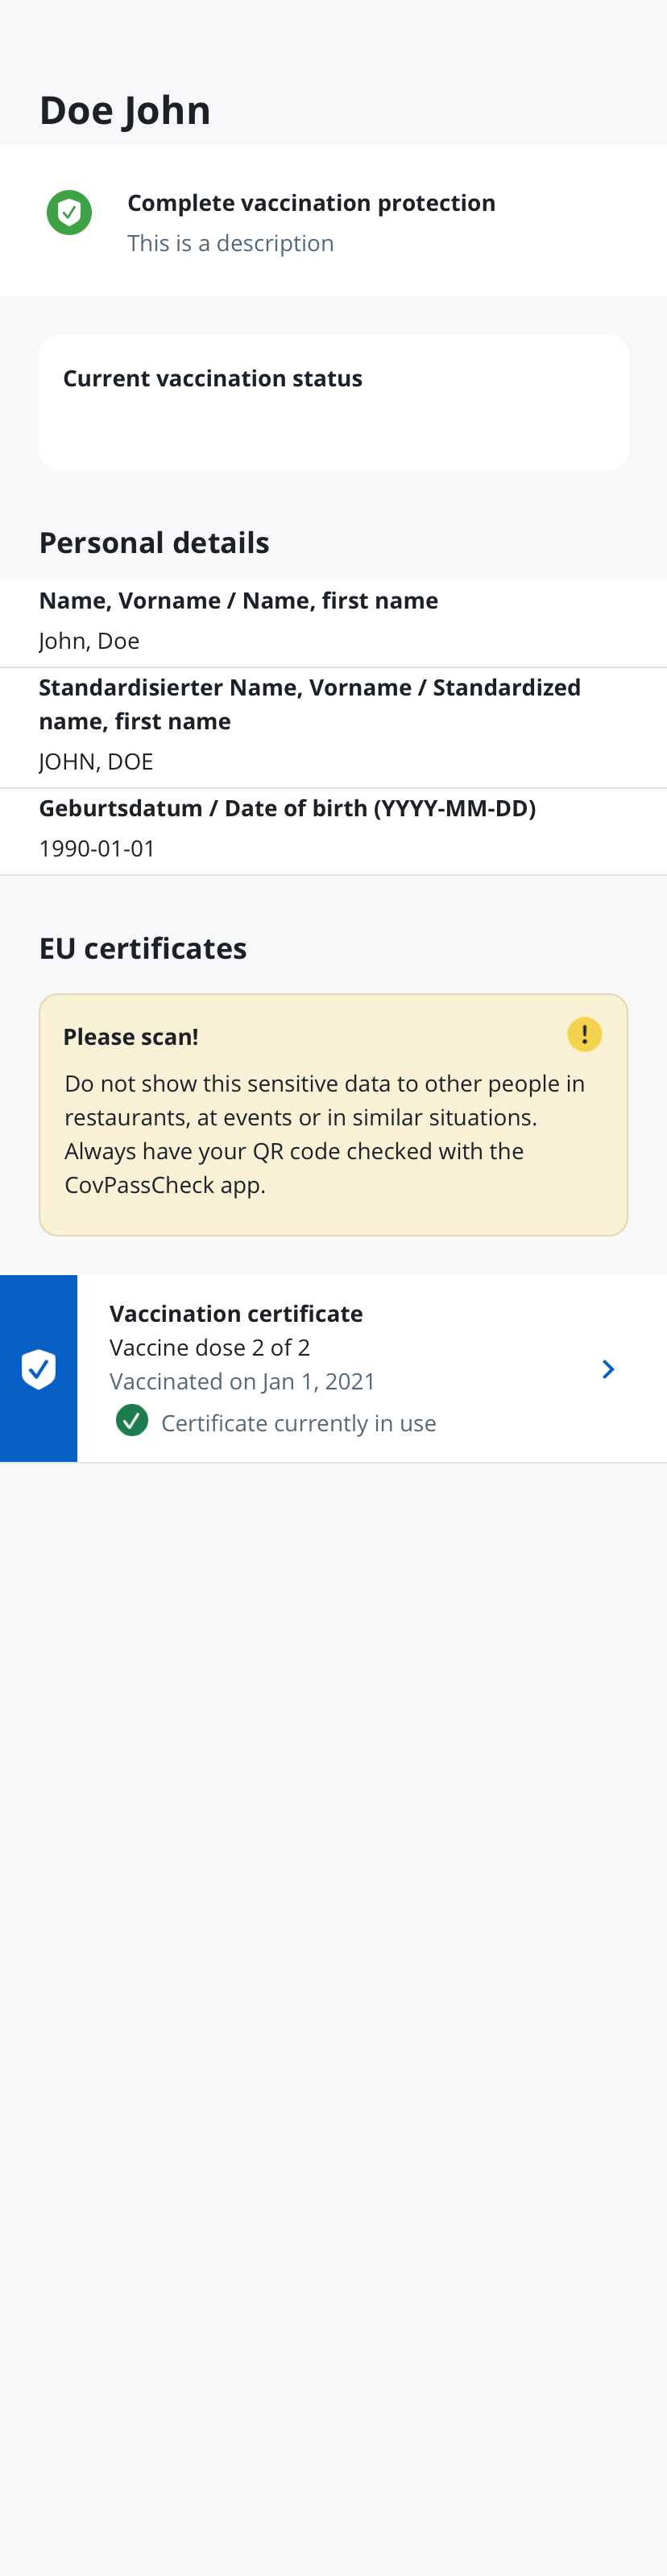 Doe John
Complete vaccination protection
This is a description
Current vaccination status
Personal details
Name, Vorname / Name, first name
John, Doe
Standardisierter Name, Vorname / Standardized
name, first name
JOHN, DOE
Geburtsdatum / Date of birth (YYYY-MM-DD)
1990-01-01
EU certificates
Please scan!
Do not show this sensitive data to other people in
restaurants, at events or in similar situations.
Always have your QR code checked with the
CovPassCheck app.
Vaccination certificate
Vaccine dose 2 of 2
Vaccinated on Jan 1, 2021
Certificate currently in use